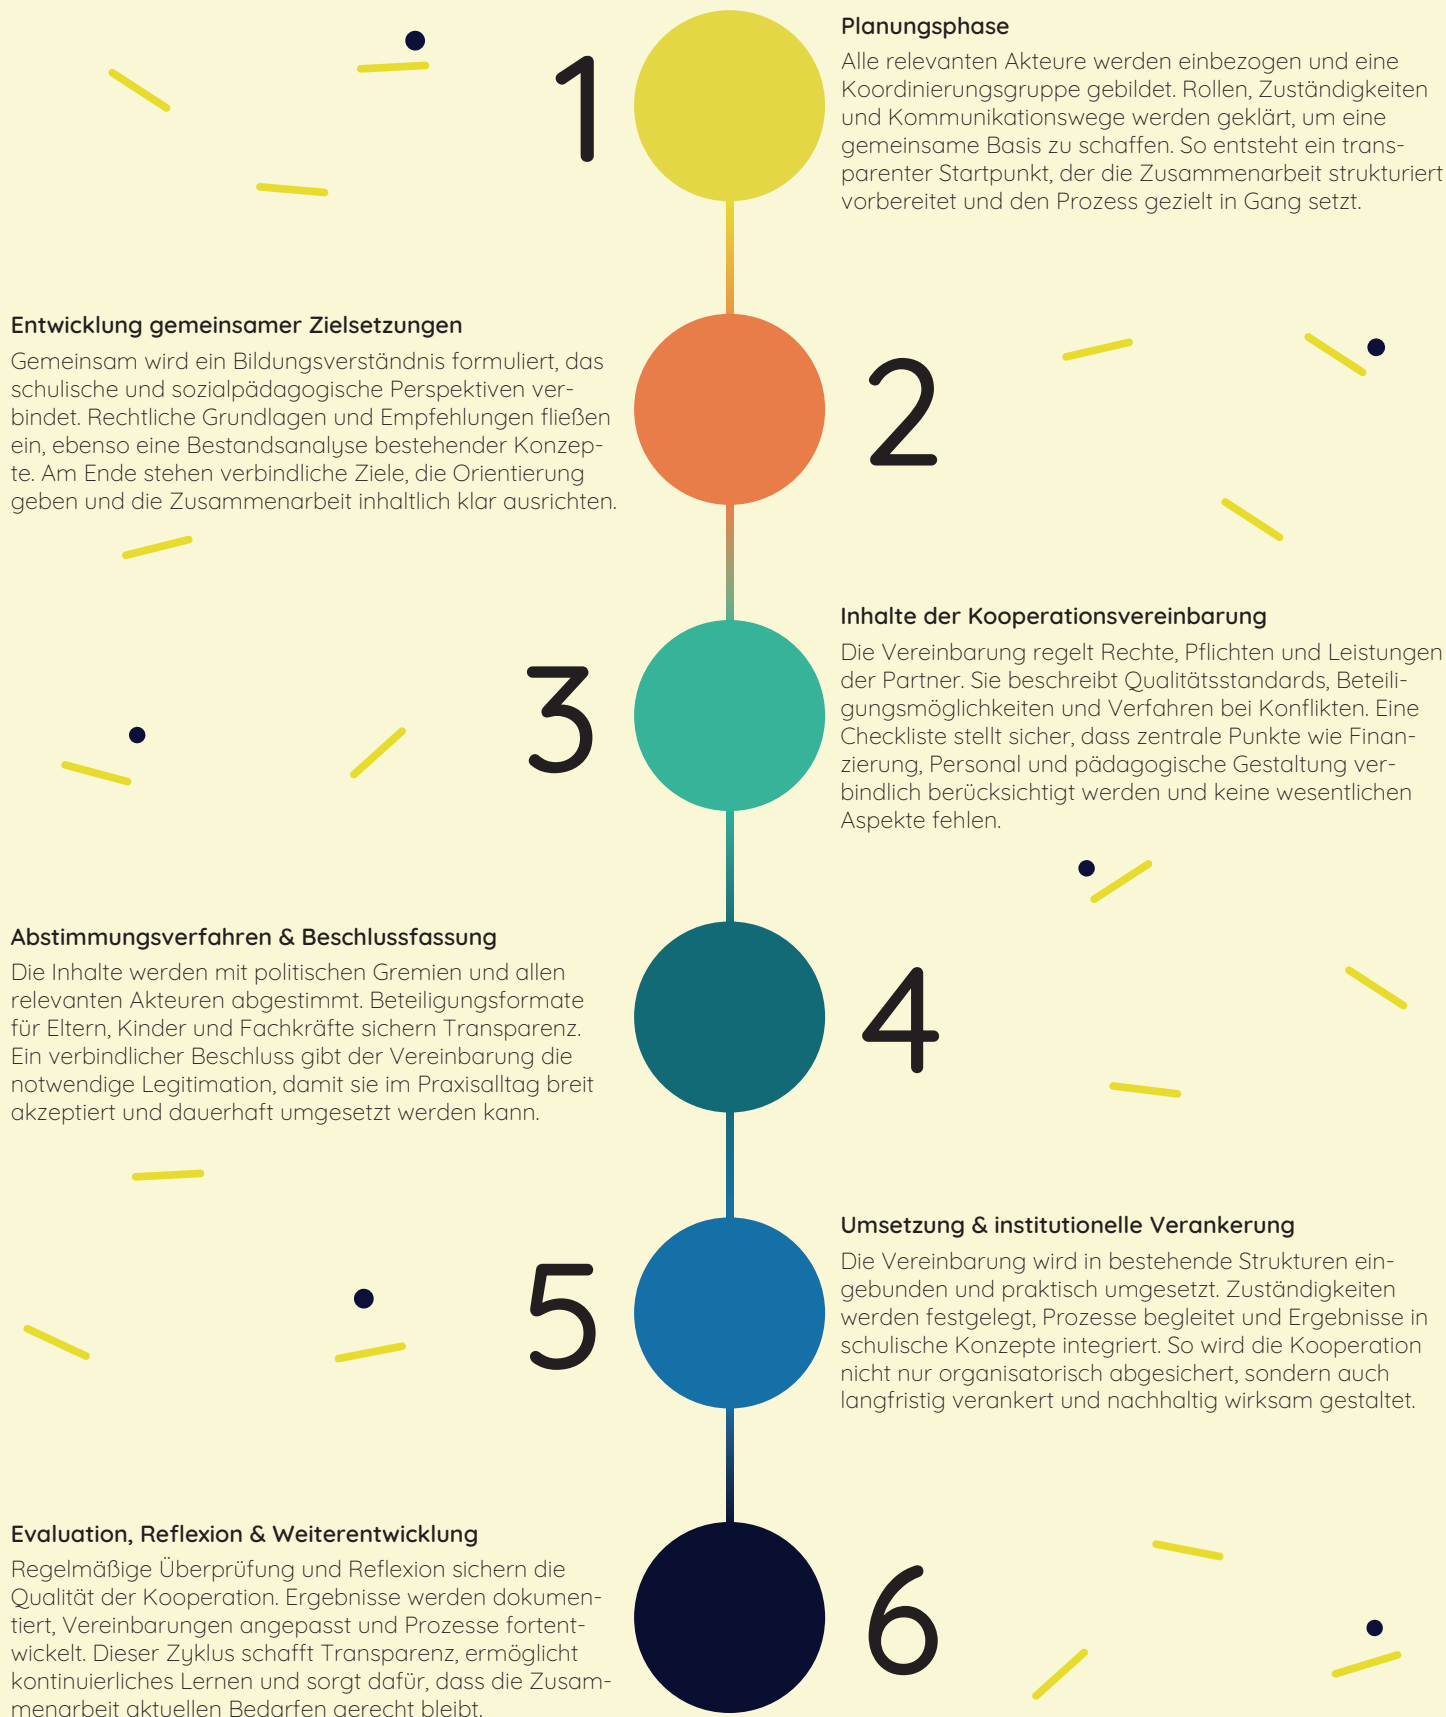 1
Planungsphase
Alle relevanten Akteure werden einbezogen und eine
Koordinierungsgruppe gebildet. Rollen, Zuständigkeiten
und Kommunikationswege werden geklärt, um eine
gemeinsame Basis zu schaffen. So entsteht ein trans-
parenter Startpunkt, der die Zusammenarbeit strukturiert
vorbereitet und den Prozess gezielt in Gang setzt.
2
Entwicklung gemeinsamer Zielsetzungen
Gemeinsam wird ein Bildungsverständnis formuliert, das
schulische und sozialpädagogische Perspektiven ver-
bindet. Rechtliche Grundlagen und Empfehlungen fließen
ein, ebenso eine Bestandsanalyse bestehender Konzep-
te. Am Ende stehen verbindliche Ziele, die Orientierung
geben und die Zusammenarbeit inhaltlich klar ausrichten.
3
Inhalte der Kooperationsvereinbarung
Die Vereinbarung regelt Rechte, Pflichten und Leistungen
der Partner. Sie beschreibt Qualitätsstandards, Beteili-
gungsmöglichkeiten und Verfahren bei Konflikten. Eine
Checkliste stellt sicher, dass zentrale Punkte wie Finan-
zierung, Personal und pädagogische Gestaltung ver-
bindlich berücksichtigt werden und keine wesentlichen
Aspekte fehlen.
4
Abstimmungsverfahren & Beschlussfassung
Die Inhalte werden mit politischen Gremien und allen
relevanten Akteuren abgestimmt. Beteiligungsformate
für Eltern, Kinder und Fachkräfte sichern Transparenz.
Ein verbindlicher Beschluss gibt der Vereinbarung die
notwendige Legitimation, damit sie im Praxisalltag breit
akzeptiert und dauerhaft umgesetzt werden kann.
5
Umsetzung & institutionelle Verankerung
Die Vereinbarung wird in bestehende Strukturen ein-
gebunden und praktisch umgesetzt. Zuständigkeiten
werden festgelegt, Prozesse begleitet und Ergebnisse in
schulische Konzepte integriert. So wird die Kooperation
nicht nur organisatorisch abgesichert, sondern auch
langfristig verankert und nachhaltig wirksam gestaltet.
6
Evaluation, Reflexion & Weiterentwicklung
Regelmäßige Überprüfung und Reflexion sichern die
Qualität der Kooperation. Ergebnisse werden dokumen-
tiert, Vereinbarungen angepasst und Prozesse fortent-
wickelt. Dieser Zyklus schafft Transparenz, ermöglicht
kontinuierliches Lernen und sorgt dafür, dass die Zusam-
menarbeit aktuellen Bedarfen gerecht bleibt.